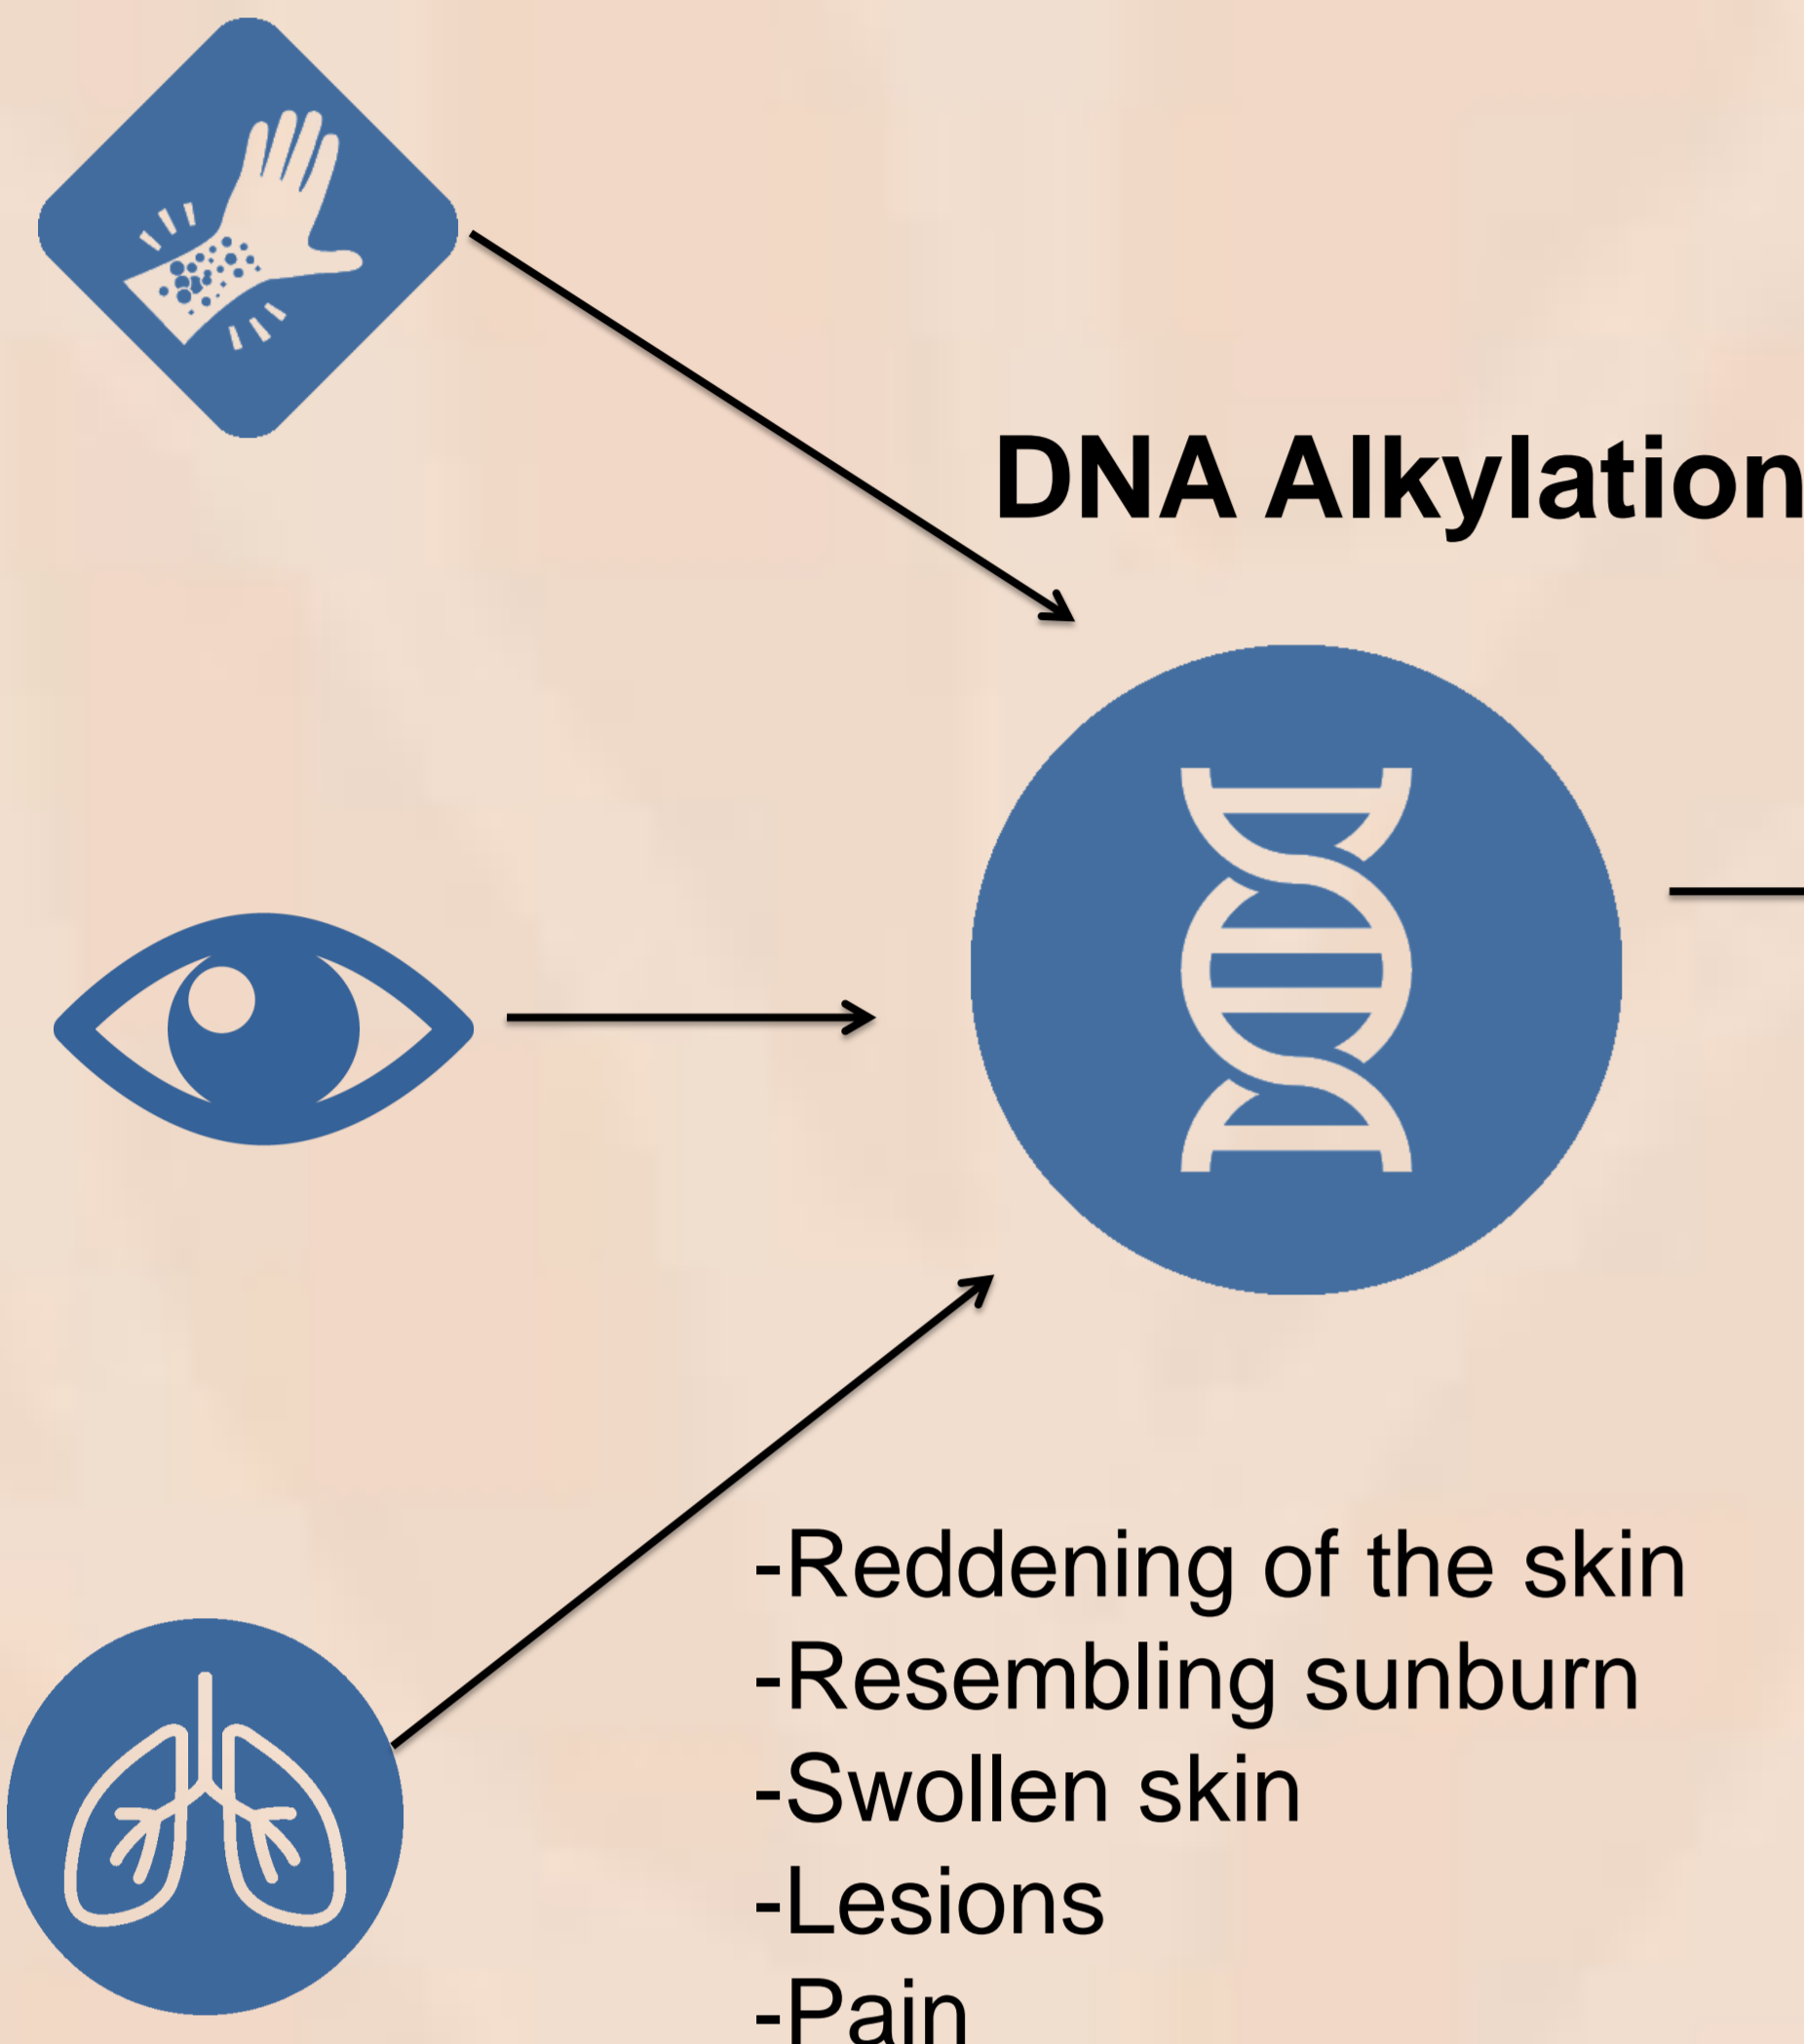 DNA Alkylation
-Reddening of the skin
-Resembling sunburn
-Swollen skin
-Lesions
-Pain